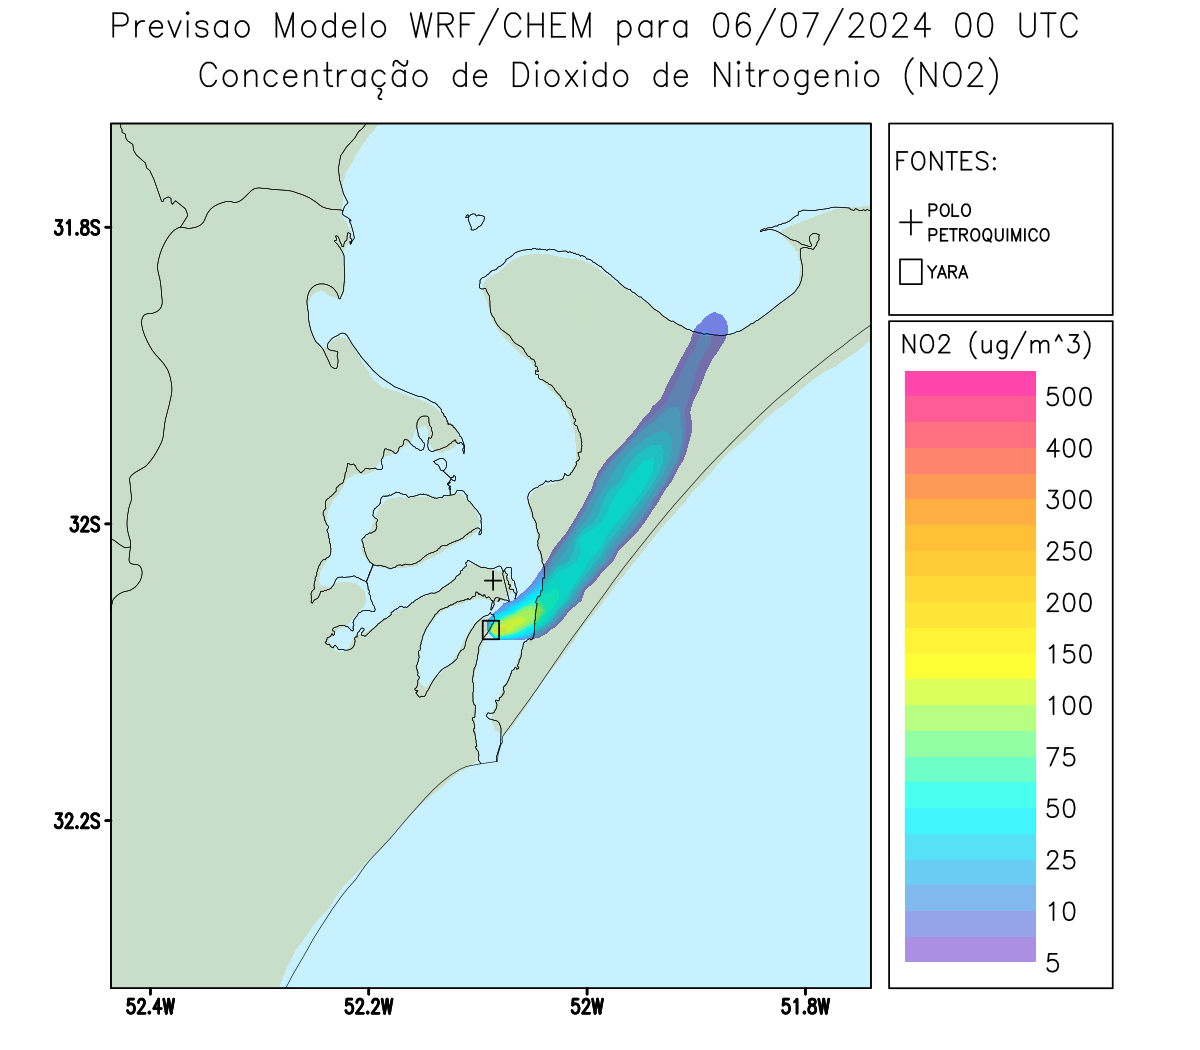 Previsao Modelo WRF/CHEM para 06/07/2024 00 UTC
Concentração de Dioxido de Nitrogenio (NO2)
FONTES:
POLO
PETROQUIMICO
YARA
31.8S
32S
32.2S
52.4W
52.2W
52W
51.8W
NO2 (ug/m^3)
500
400
300
250
200
150
100
75
50
25
10
5